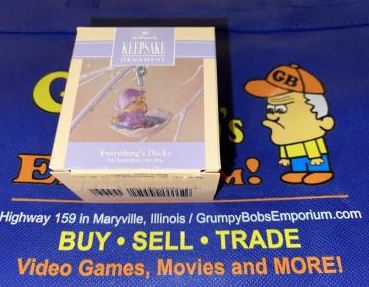 Hallmark
KEEPSAKE
ORNAMENT
Everything's Ducky
GB
G
's
E
m!
Highway 159 in Maryville, Illinois / GrumpyBobsEmporium.com
BUY • SELL • TRADE
Video Games, Movies and MORE!